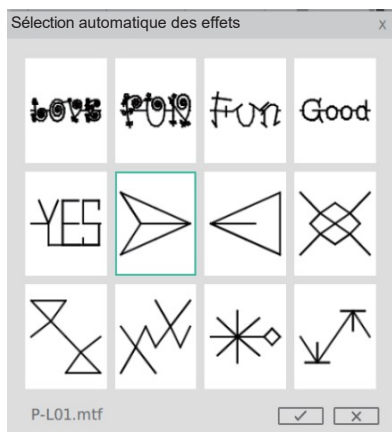 Sélection automatique des effets x
LOVE FUN Fun Good
YES
P-L01.mtf